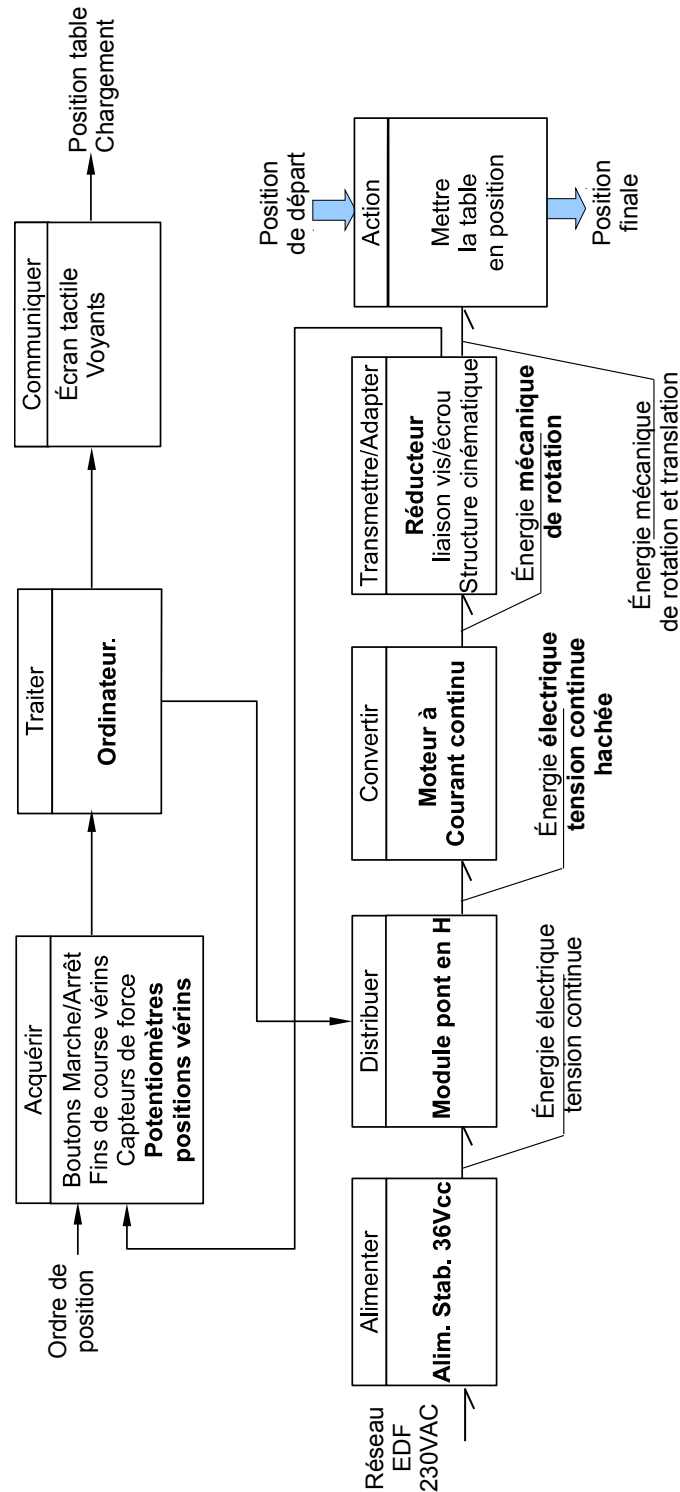 Acquérir
Boutons Marche/Arrêt
Fins de course vérins
Capteurs de force
Potentiomètres
positions vérins
Ordre de
position
Traiter
Ordinateur.
Communiquer
Écran tactile
Voyants
Position table
Chargement
Réseau
EDF
230VAC
Alimenter
Alim. Stab. 36Vcc
Énergie électrique
tension continue
Distribuer
Module pont en H
Énergie électrique
tension continue
hachée
Convertir
Moteur à
Courant continu
Énergie mécanique
de rotation
Transmettre/Adapter
Réducteur
liaison vis/écrou
Structure cinématique
Énergie mécanique
de rotation et translation
Position
de départ
Action
Mettre
la table
en position
Position
finale